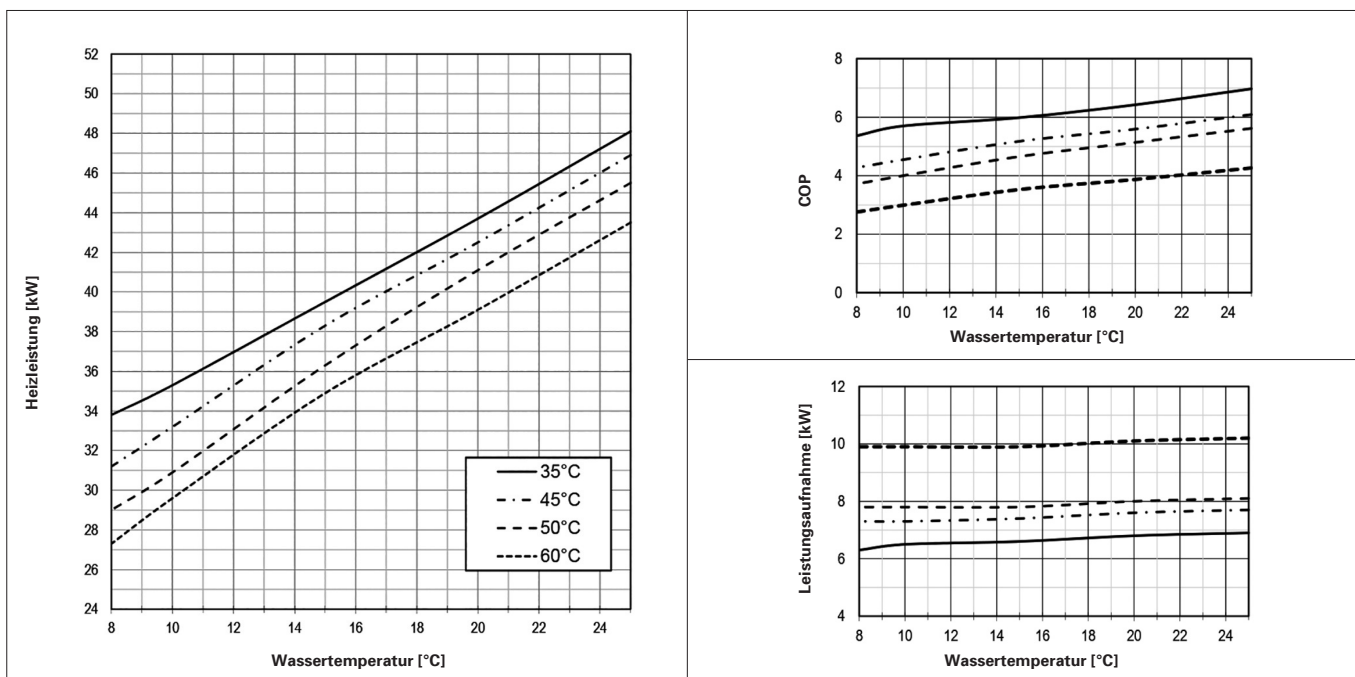 52
50
48
46
44
42
40
38
36
34
32
30
28
26
24
Heizleistung [kW]
35°C
45°C
50°C
60°C
8 10 12 14 16 18 20 22 24
Wassertemperatur [°C]
8
6
4
2
0
COP
8 10 12 14 16 18 20 22 24
Wassertemperatur [°C]
12
10
8
6
4
Leistungsaufnahme [kW]
8 10 12 14 16 18 20 22 24
Wassertemperatur [°C]